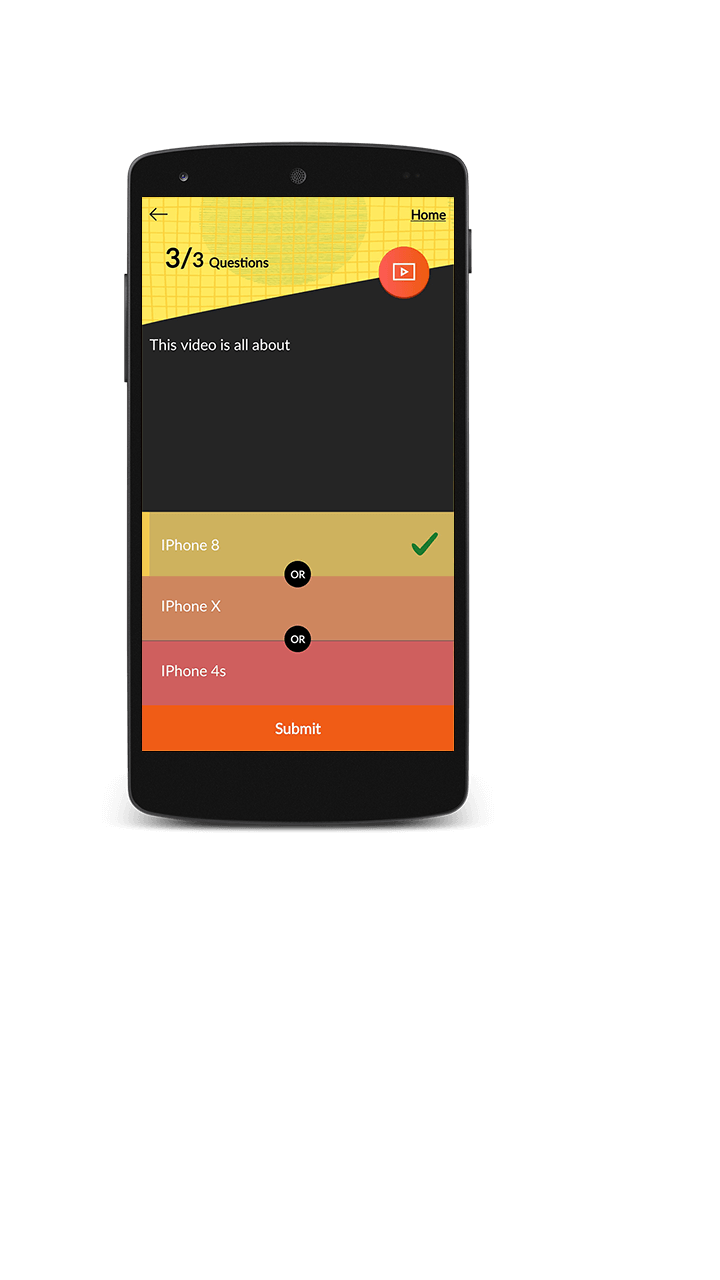 Home
3/3 Questions
This video is all about
IPhone 8
OR
IPhone X
OR
IPhone 4s
Submit